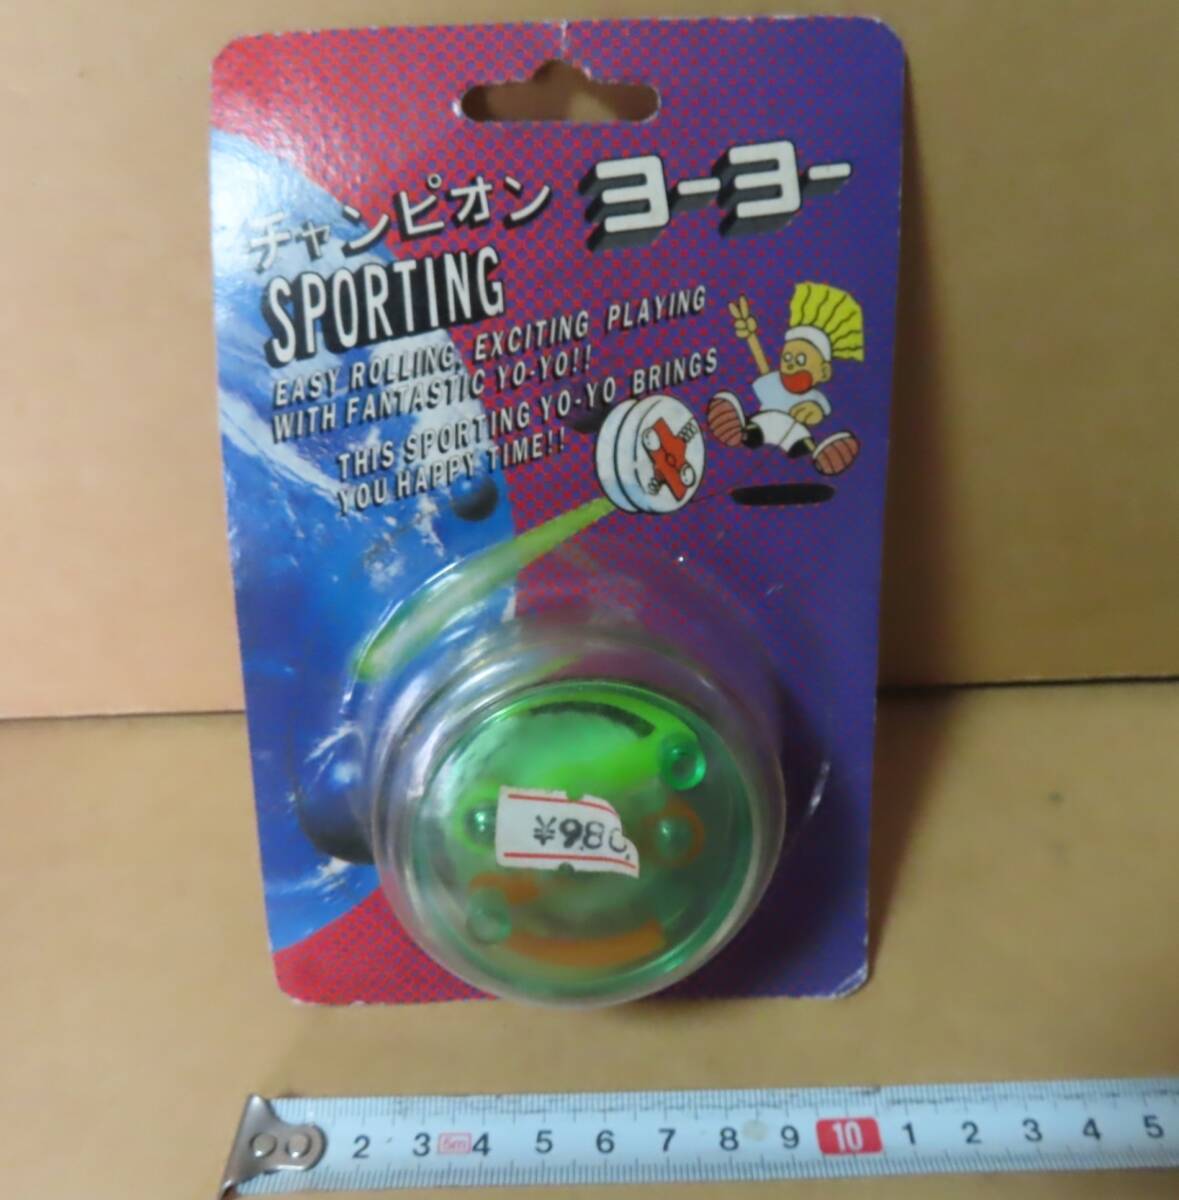 チャンピオン ヨーヨー
SPORTING
EASY ROLLING, EXCITING PLAYING
WITH FANTASTIC YO-YO!!
THIS SPORTING YO-YO BRINGS
YOU HAPPY TIME!!
¥980
2 3 5m 4 5 6 7 8 9 10 1 2 3 4 5